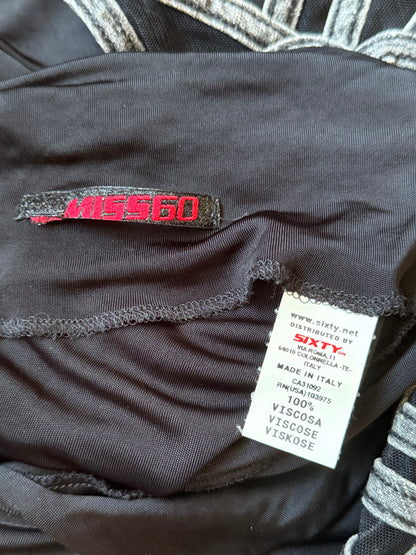 MISS60
www.sixty.net
DISTRIBUTED BY
SIXTY SPA
VIA ROMA, 11
64010 COLONNELLA -TE-
ITALY
MADE IN ITALY
CA31092
RN(USA)103975
100%
VISCOSA
VISCOSE
VISKOSE